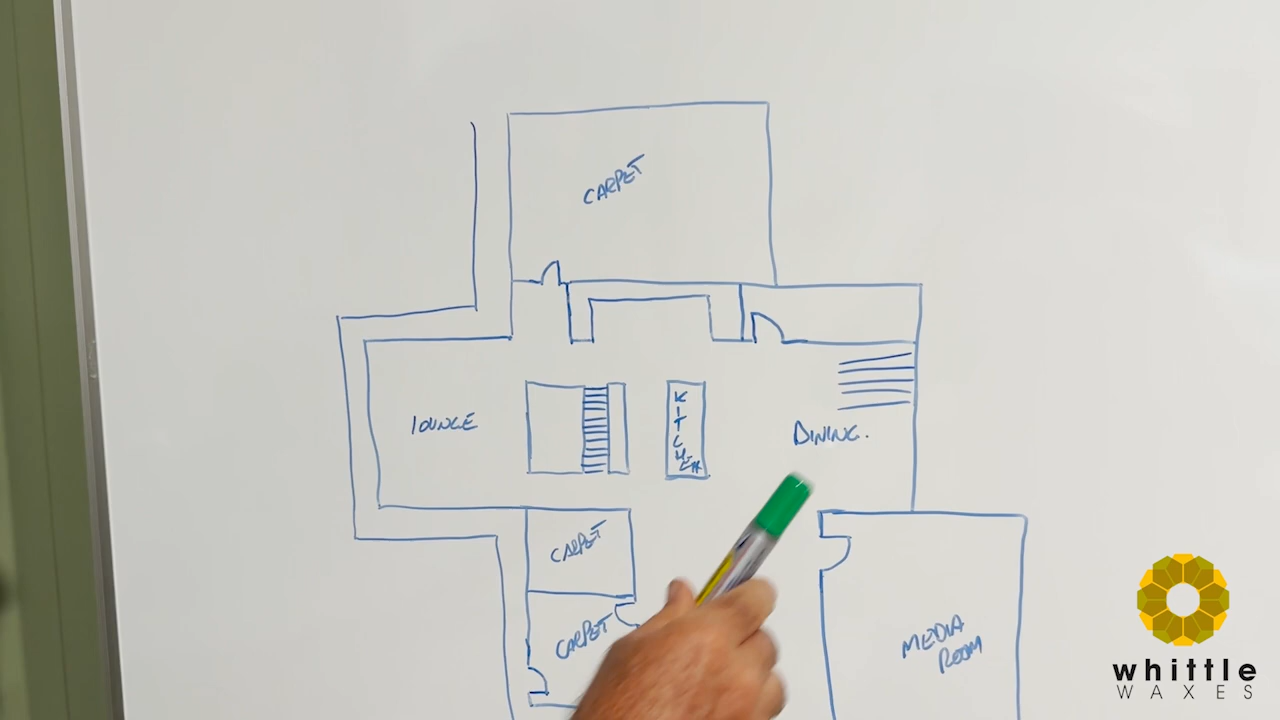 CARPET
LOUNGE
KITCHEN
DINING.
CARPET
CARPET
MEDIA
ROOM
whittle
WAXES